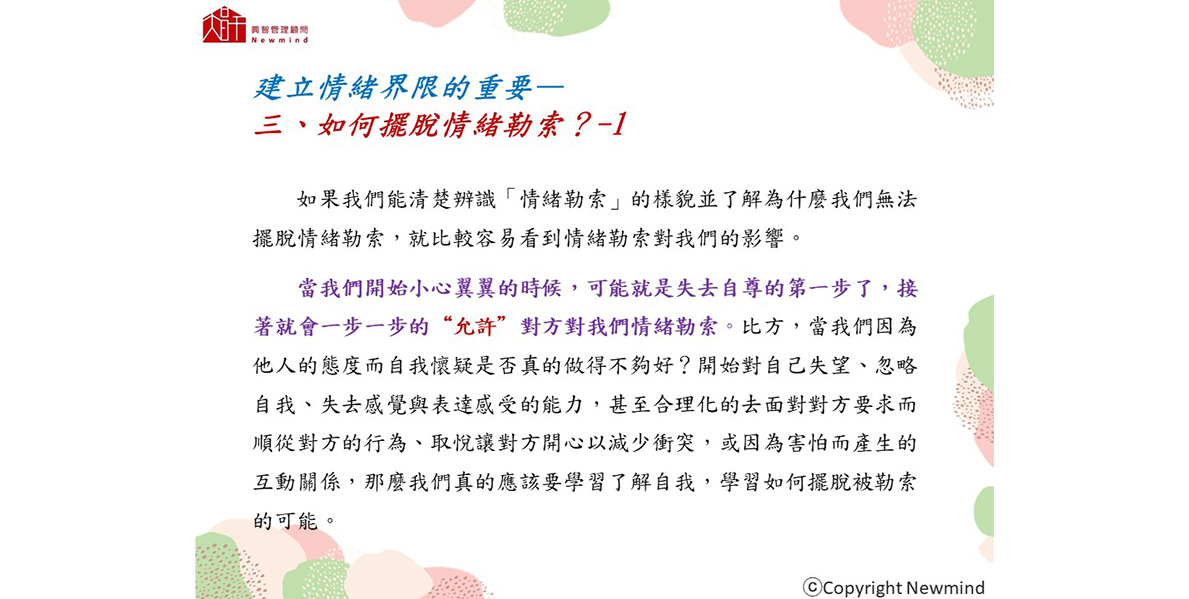 興智管理顧問
Newmind
建立情緒界限的重要—
三、如何擺脫情緒勒索？-1
如果我們能清楚辨識「情緒勒索」的樣貌並了解為什麼我們無法
擺脫情緒勒索，就比較容易看到情緒勒索對我們的影響。
當我們開始小心翼翼的時候，可能就是失去自尊的第一步了，接
著就會一步一步的“允許”對方對我們情緒勒索。比方，當我們因為
他人的態度而自我懷疑是否真的做得不夠好？開始對自己失望、忽略
自我、失去感覺與表達感受的能力，甚至合理化的去面對對方要求而
順從對方的行為、取悅讓對方開心以減少衝突，或因為害怕而產生的
互動關係，那麼我們真的應該要學習了解自我，學習如何擺脫被勒索
的可能。
ⓒCopyright Newmind